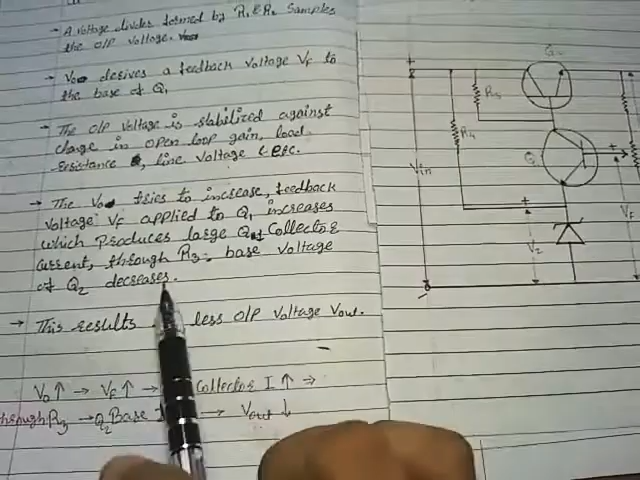 → A voltage divider formed by R1 & R2 samples
the O/P voltage.
→ Vo derives a feedback voltage VF to
the base of Q1
→ The O/P voltage is stabilized against
change in open loop gain, load
resistance, line voltage & etc.
→ The Vo tries to increase, feedback
voltage VF applied to Q1 increases
which produces large Q1 collector
current, through R3, base voltage
of Q2 decreases.
→ This results less O/P voltage Vout.
Vo↑ → VF↑ → Collector I ↑ ⇒
through R3 → Q2 Base → Vout ↓
+
R3
R4
Q
Vin
+
+
VF
VZ
-